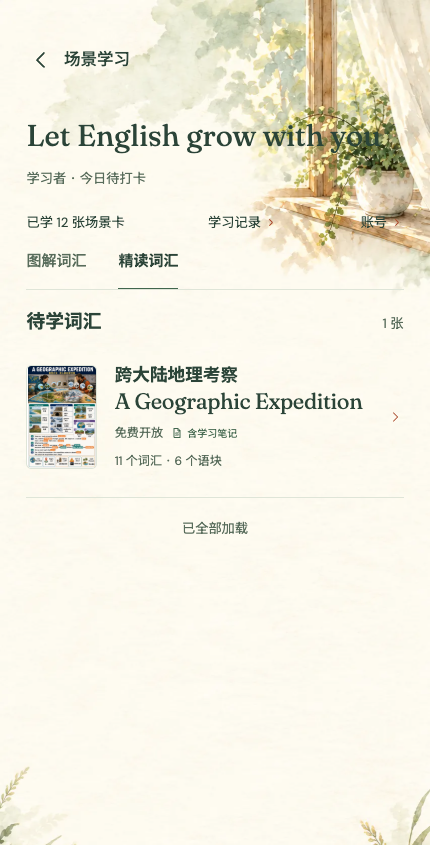 场景学习
Let English grow with you.
学习者 · 今日待打卡
已学 12 张场景卡
学习记录
账号
图解词汇
精读词汇
待学词汇
1 张
A GEOGRAPHIC EXPEDITION
跨大陆地理考察
A Geographic Expedition
免费开放
含学习笔记
11 个词汇 · 6 个语块
已全部加载